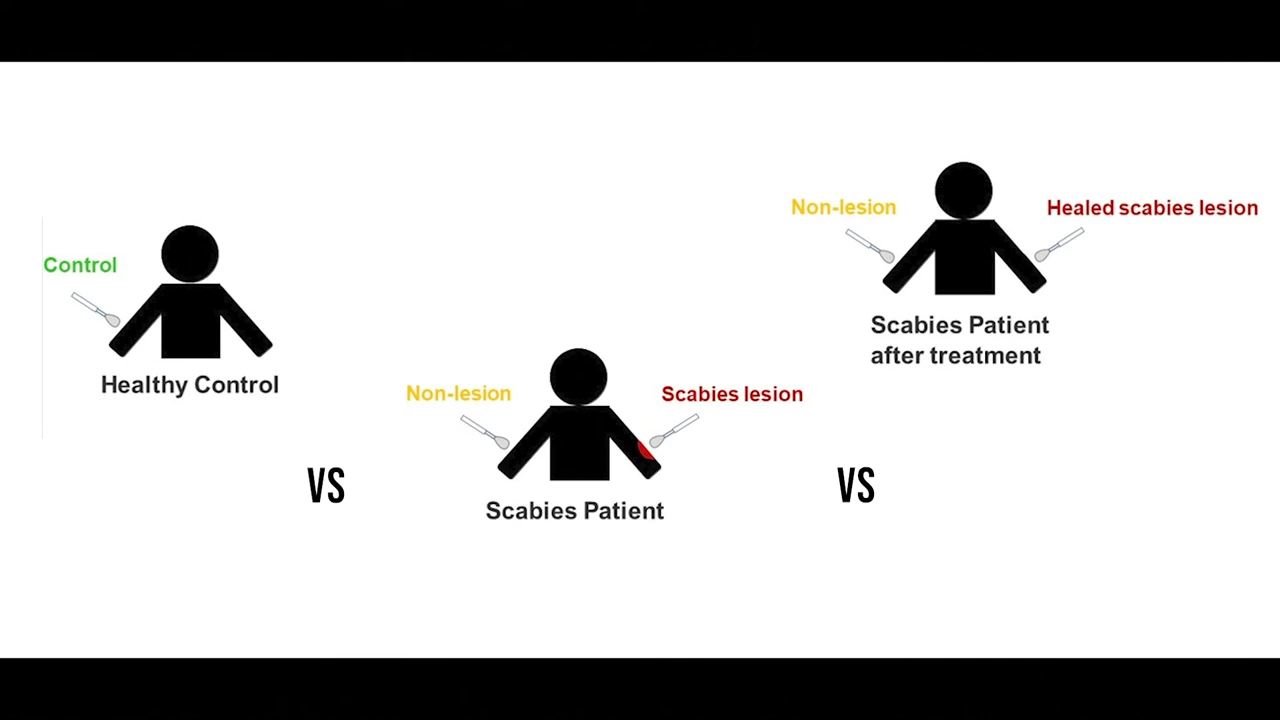 Control
Healthy Control
VS
Non-lesion
Scabies lesion
Scabies Patient
VS
Non-lesion
Healed scabies lesion
Scabies Patient
after treatment